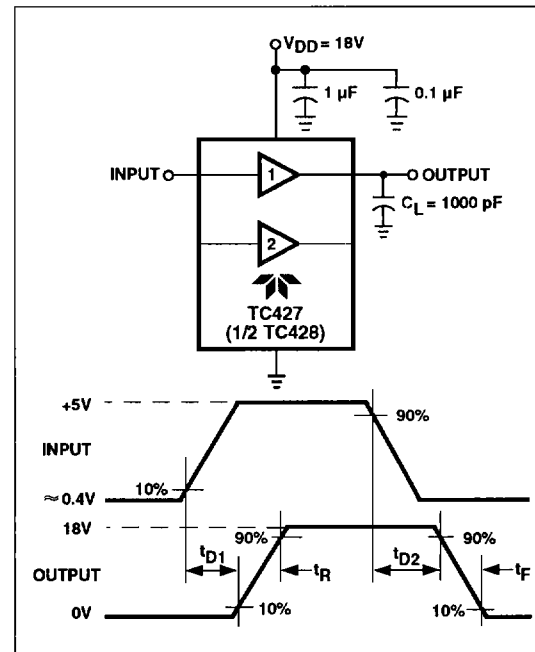 VDD = 18V
1 µF
0.1 µF
INPUT
1
OUTPUT
CL = 1000 pF
2
TC427
(1/2 TC428)
+5V
90%
INPUT
10%
≈ 0.4V
18V
90%
tD1
tR
tD2
90%
tF
OUTPUT
10%
10%
0V